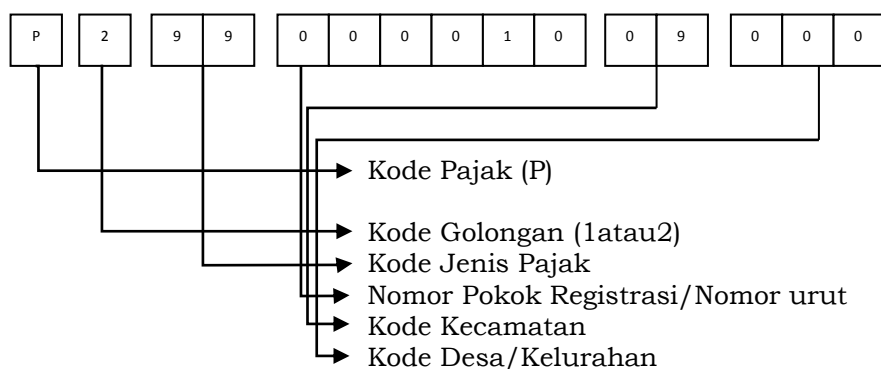 P 2 9 9 0 0 0 0 1 0 0 9 0 0 0
Kode Pajak (P)
Kode Golongan (1atau2)
Kode Jenis Pajak
Nomor Pokok Registrasi/Nomor urut
Kode Kecamatan
Kode Desa/Kelurahan